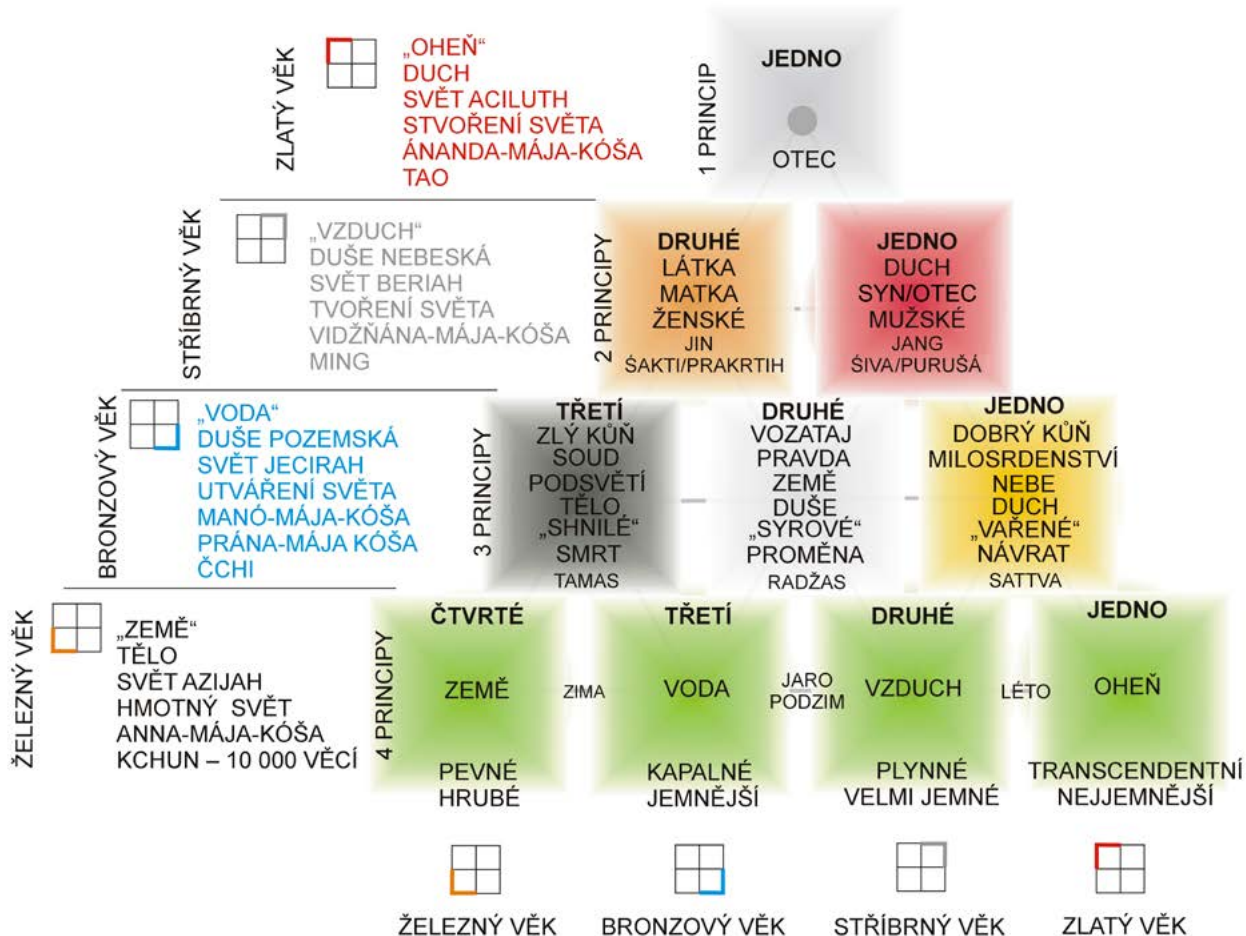 ZLATÝ VĚK
„OHEŇ“
DUCH
SVĚT ACILUTH
STVOŘENÍ SVĚTA
ÁNANDA-MÁJA-KÓŠA
TAO
1 PRINCIP
JEDNO
OTEC
STŘÍBRNÝ VĚK
„VZDUCH“
DUŠE NEBESKÁ
SVĚT BERIAH
TVOŘENÍ SVĚTA
VIDŽŇÁNA-MÁJA-KÓŠA
MING
2 PRINCIPY
DRUHÉ
LÁTKA
MATKA
ŽENSKÉ
JIN
ŚAKTI/PRAKRTIH
JEDNO
DUCH
SYN/OTEC
MUŽSKÉ
JANG
ŚIVA/PURUŠÁ
BRONZOVÝ VĚK
„VODA“
DUŠE POZEMSKÁ
SVĚT JECIRAH
UTVÁŘENÍ SVĚTA
MANÓ-MÁJA-KÓŠA
PRÁNA-MÁJA KÓŠA
ČCHI
3 PRINCIPY
TŘETÍ
ZLÝ KŮŇ
SOUD
PODSVĚTÍ
TĚLO
„SHNILÉ“
SMRT
TAMAS
DRUHÉ
VOZATAJ
PRAVDA
ZEMĚ
DUŠE
„SYROVÉ“
PROMĚNA
RADŽAS
JEDNO
DOBRÝ KŮŇ
MILOSRDENSTVÍ
NEBE
DUCH
„VAŘENÉ“
NÁVRAT
SATTVA
ŽELEZNÝ VĚK
„ZEMĚ“
TĚLO
SVĚT AZIJAH
HMOTNÝ SVĚT
ANNA-MÁJA-KÓŠA
KCHUN – 10 000 VĚCÍ
4 PRINCIPY
ČTVRTÉ
ZEMĚ
PEVNÉ
HRUBÉ
ZIMA
TŘETÍ
VODA
KAPALNÉ
JEMNĚJŠÍ
JARO
PODZIM
DRUHÉ
VZDUCH
PLYNNÉ
VELMI JEMNÉ
LÉTO
JEDNO
OHEŇ
TRANSCENDENTNÍ
NEJJEMNĚJŠÍ
ŽELEZNÝ VĚK
BRONZOVÝ VĚK
STŘÍBRNÝ VĚK
ZLATÝ VĚK